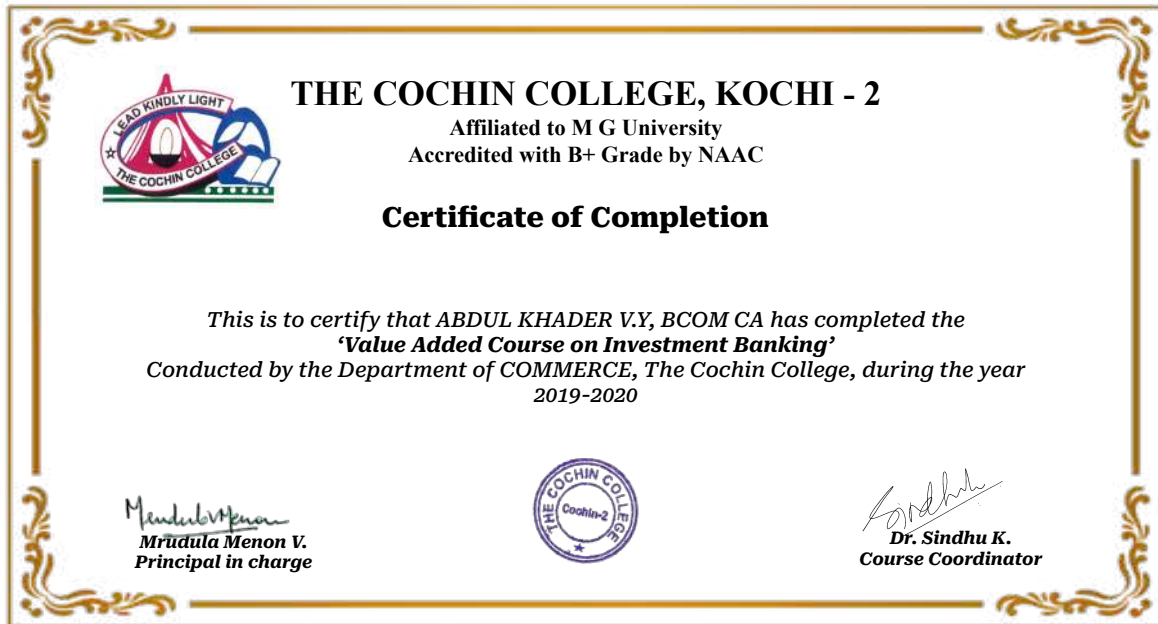 LEAD KINDLY LIGHT
THE COCHIN COLLEGE
THE COCHIN COLLEGE, KOCHI - 2
Affiliated to M G University
Accredited with B+ Grade by NAAC
Certificate of Completion
This is to certify that ABDUL KHADER V.Y, BCOM CA has completed the
‘Value Added Course on Investment Banking’
Conducted by the Department of COMMERCE, The Cochin College, during the year
2019-2020
THE COCHIN COLLEGE
Cochin-2
Mrudula Menon V.
Principal in charge
Sindhu
Dr. Sindhu K.
Course Coordinator